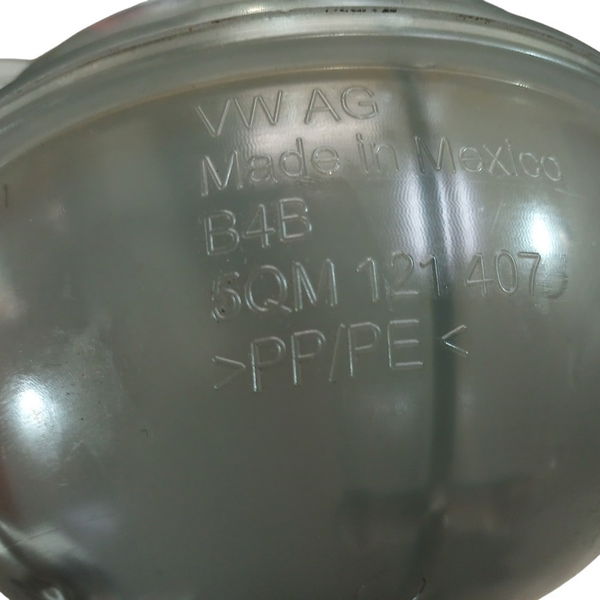 VW AG
Made in Mexico
B4B
5QM 121 407
>PP/PE<